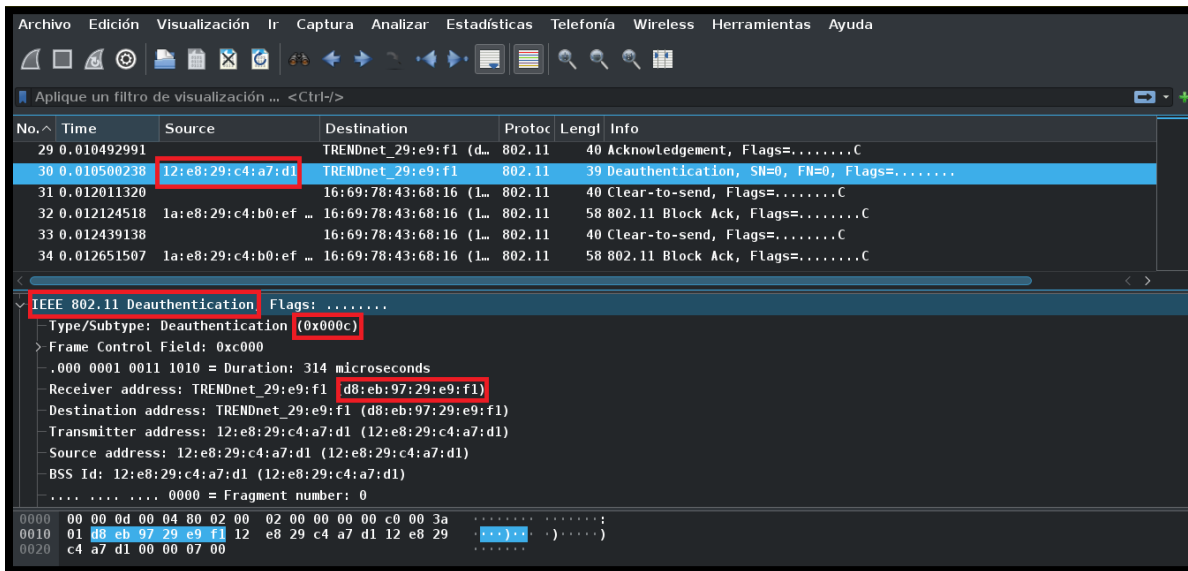 Archivo Edición Visualización Ir Captura Analizar Estadísticas Telefonía Wireless Herramientas Ayuda
Aplique un filtro de visualización … <Ctrl-/>
No. Time Source Destination Protoc Lengl Info
29 0.010492991 TRENDnet_29:e9:f1 (d… 802.11 40 Acknowledgement, Flags=........C
30 0.010500238 12:e8:29:c4:a7:d1 TRENDnet_29:e9:f1 802.11 39 Deauthentication, SN=0, FN=0, Flags=........
31 0.012011320 16:69:78:43:68:16 (1… 802.11 40 Clear-to-send, Flags=........C
32 0.012124518 1a:e8:29:c4:b0:ef … 16:69:78:43:68:16 (1… 802.11 58 802.11 Block Ack, Flags=........C
33 0.012439138 16:69:78:43:68:16 (1… 802.11 40 Clear-to-send, Flags=........C
34 0.012651507 1a:e8:29:c4:b0:ef … 16:69:78:43:68:16 (1… 802.11 58 802.11 Block Ack, Flags=........C
IEEE 802.11 Deauthentication, Flags: ........
Type/Subtype: Deauthentication (0x000c)
Frame Control Field: 0xc000
.000 0001 0011 1010 = Duration: 314 microseconds
Receiver address: TRENDnet_29:e9:f1 (d8:eb:97:29:e9:f1)
Destination address: TRENDnet_29:e9:f1 (d8:eb:97:29:e9:f1)
Transmitter address: 12:e8:29:c4:a7:d1 (12:e8:29:c4:a7:d1)
Source address: 12:e8:29:c4:a7:d1 (12:e8:29:c4:a7:d1)
BSS Id: 12:e8:29:c4:a7:d1 (12:e8:29:c4:a7:d1)
.... .... .... 0000 = Fragment number: 0
0000 00 00 0d 00 04 80 02 00 02 00 00 00 00 c0 00 3a ········ ·······:
0010 01 d8 eb 97 29 e9 f1 12 e8 29 c4 a7 d1 12 e8 29 ····)··· ·)·····)
0020 c4 a7 d1 00 00 07 00 ·······